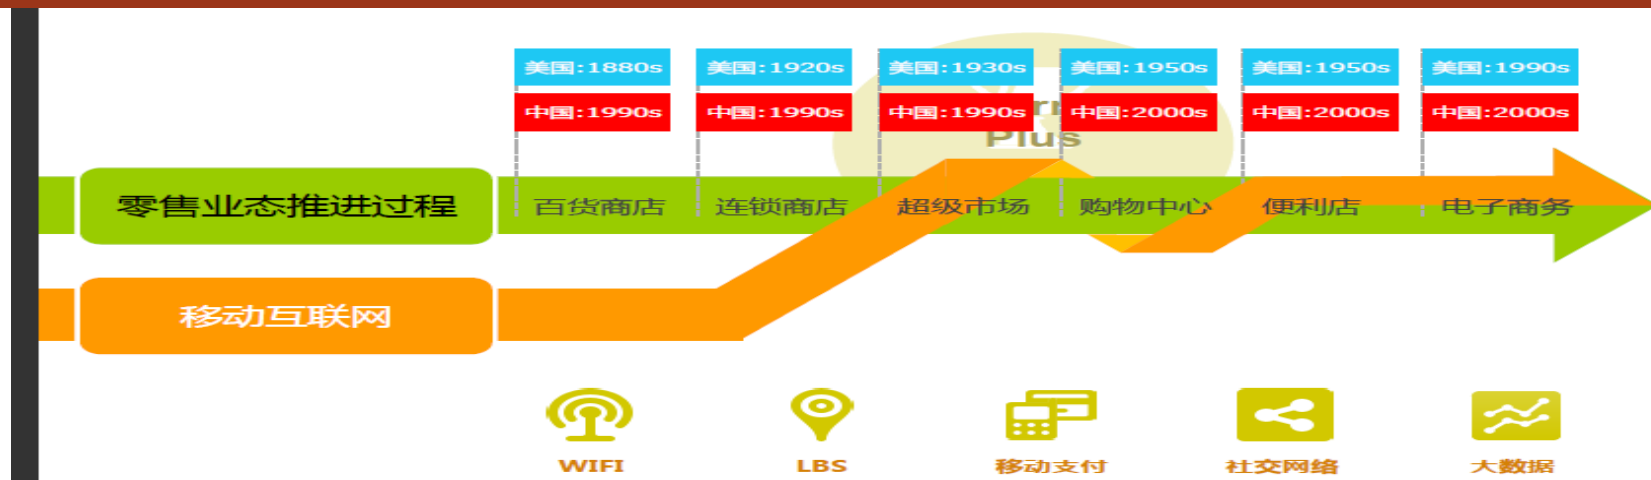 美国:1880s
美国:1920s
美国:1930s
美国:1950s
美国:1950s
美国:1990s
中国:1990s
中国:1990s
中国:1990s
中国:2000s
中国:2000s
中国:2000s
Plus
零售业态推进过程
百货商店
连锁商店
超级市场
购物中心
便利店
电子商务
移动互联网
WIFI
LBS
移动支付
社交网络
大数据